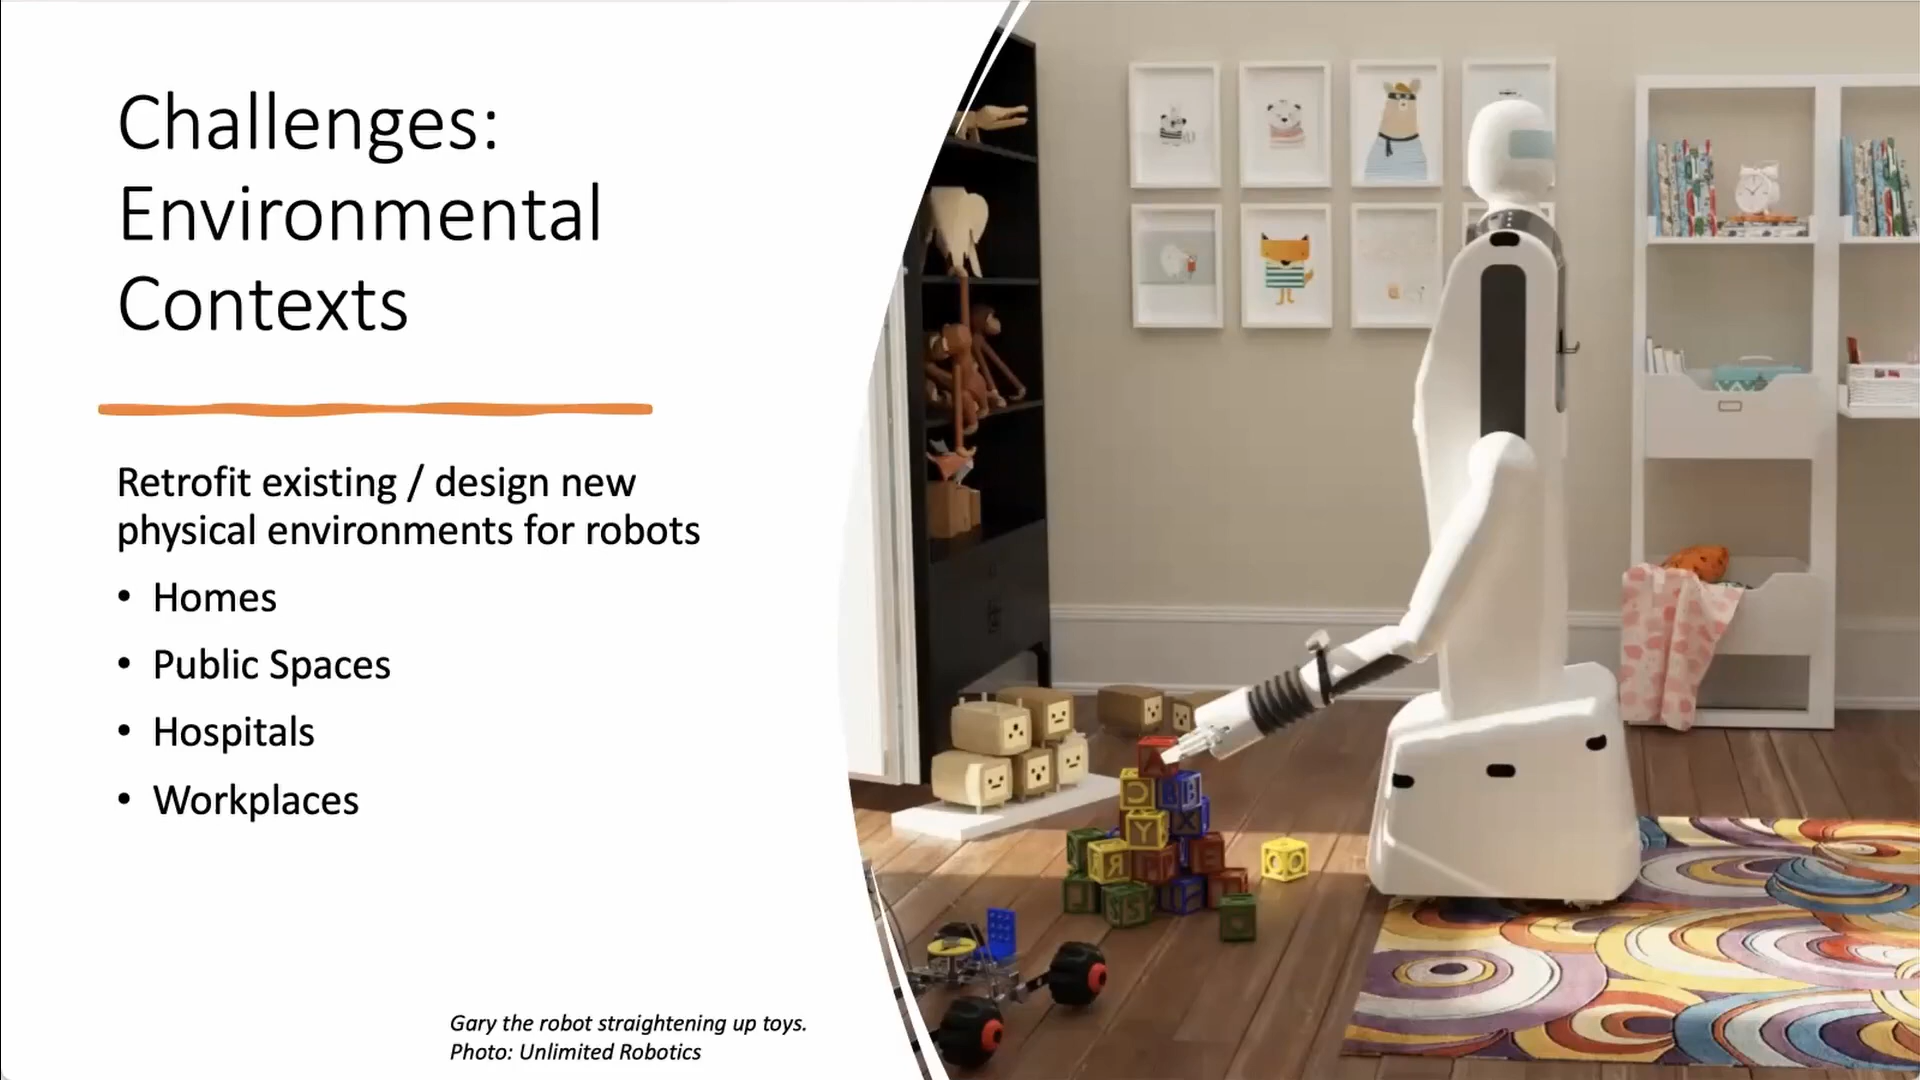 Challenges:
Environmental
Contexts
Retrofit existing / design new
physical environments for robots
• Homes
• Public Spaces
• Hospitals
• Workplaces
Gary the robot straightening up toys.
Photo: Unlimited Robotics